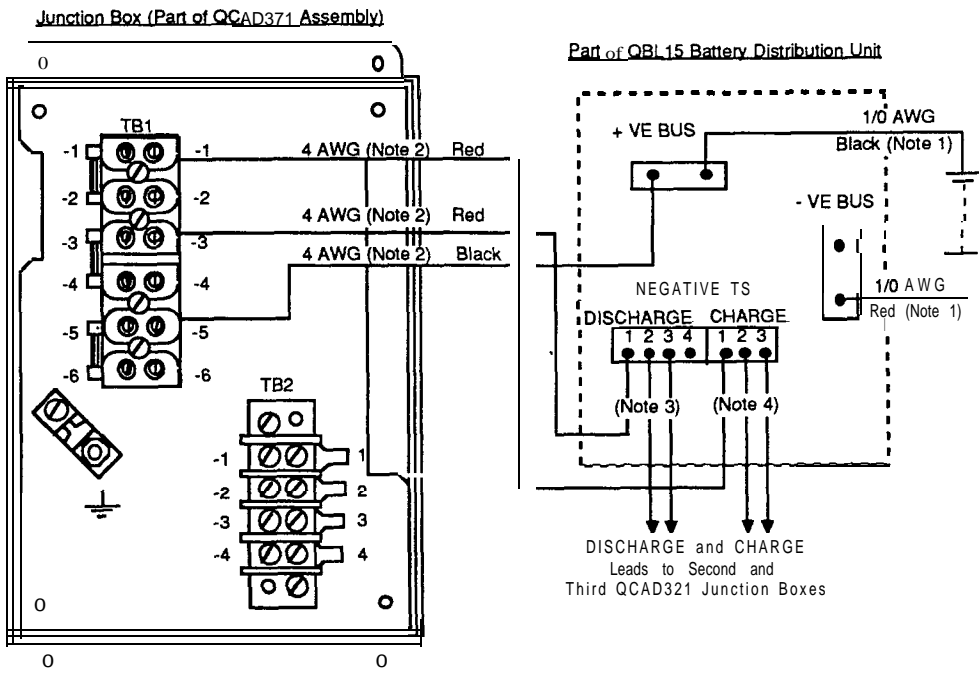 Junction Box (Part of QCAD371 Assembly)
Part of QBL15 Battery Distribution Unit
O
O
TB1
-1
-1
-2
-2
-3
-3
-4
-4
-5
-5
-6
-6
4 AWG (Note 2) Red
4 AWG (Note 2) Red
4 AWG (Note 2) Black
+ VE BUS
1/0 AWG
Black (Note 1)
- VE BUS
1/0 AWG
Red (Note 1)
NEGATIVE TS
DISCHARGE CHARGE
1 2 3 4 1 2 3
(Note 3) (Note 4)
TB2
-1 1
-2 2
-3 3
-4 4
DISCHARGE and CHARGE
Leads to Second and
Third QCAD321 Junction Boxes
O
O O